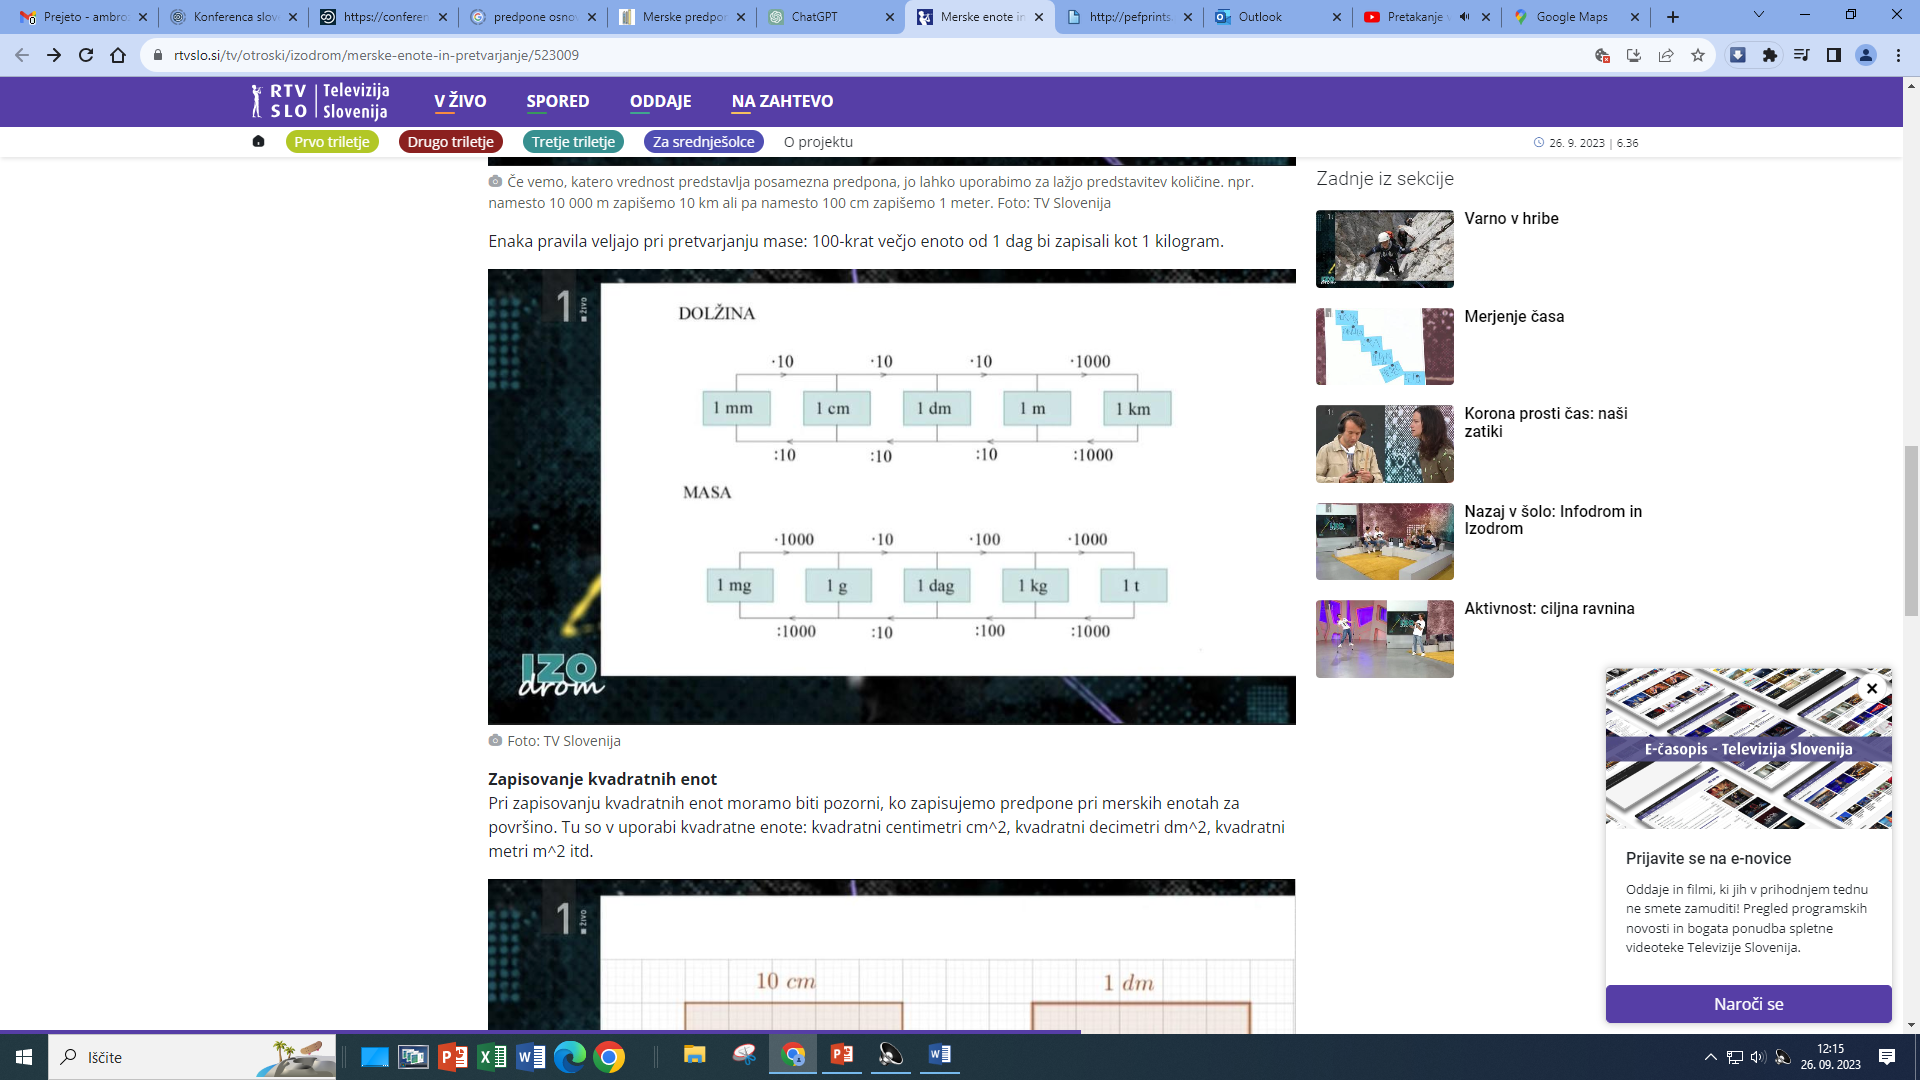 Prejeto - ambro
Konferenca slov
https://conferen
predpone osnov
Merske predpor
ChatGPT
Merske enote in
http://pefprints.
Outlook
Pretakanje v
Google Maps
rtvslo.si/tv/otroski/izodrom/merske-enote-in-pretvarjanje/523009
RTV SLO Televizija Slovenija
V ŽIVO SPORED ODDAJE NA ZAHTEVO
Prvo triletje Drugo triletje Tretje triletje Za srednješolce O projektu
26. 9. 2023 | 6.36
Če vemo, katero vrednost predstavlja posamezna predpona, jo lahko uporabimo za lažjo predstavitev količine. npr.
namesto 10 000 m zapišemo 10 km ali pa namesto 100 cm zapišemo 1 meter. Foto: TV Slovenija
Enaka pravila veljajo pri pretvarjanju mase: 100-krat večjo enoto od 1 dag bi zapisali kot 1 kilogram.
1 živo
DOLŽINA
·10 ·10 ·10 ·1000
1 mm 1 cm 1 dm 1 m 1 km
:10 :10 :10 :1000
MASA
·1000 ·10 ·100 ·1000
1 mg 1 g 1 dag 1 kg 1 t
:1000 :10 :100 :1000
IZO
drom
Foto: TV Slovenija
Zapisovanje kvadratnih enot
Pri zapisovanju kvadratnih enot moramo biti pozorni, ko zapisujemo predpone pri merskih enotah za
površino. Tu so v uporabi kvadratne enote: kvadratni centimetri cm^2, kvadratni decimetri dm^2, kvadratni
metri m^2 itd.
1 živo
10 cm 1 dm
Zadnje iz sekcije
Varno v hribe
Merjenje časa
Korona prosti čas: naši
zatiki
Nazaj v šolo: Infodrom in
Izodrom
Aktivnost: ciljna ravnina
E-časopis - Televizija Slovenija
Prijavite se na e-novice
Oddaje in filmi, ki jih v prihodnjem tednu
ne smete zamuditi! Pregled programskih
novosti in bogata ponudba spletne
videoteke Televizije Slovenija.
Naroči se
Iščite
12:15
26. 09. 2023